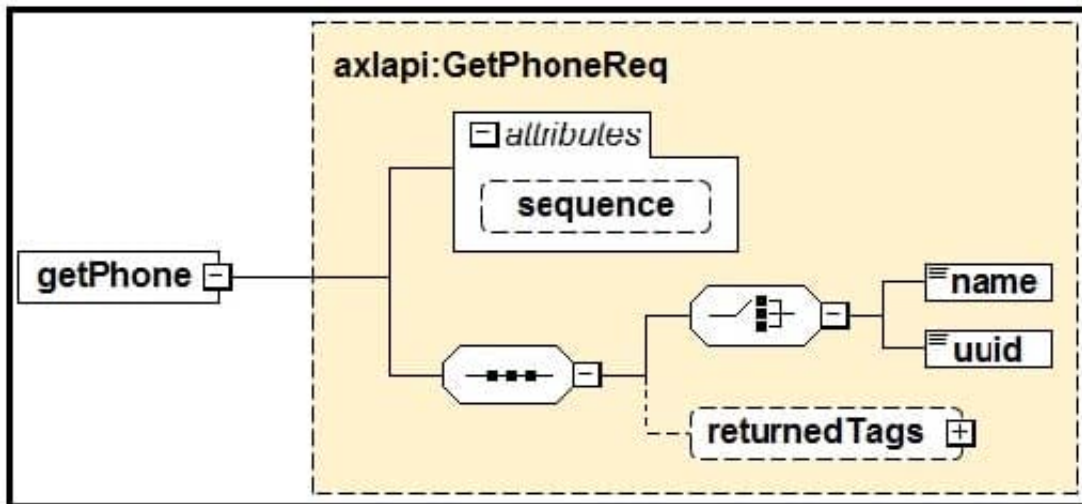 axlapi:GetPhoneReq
attributes
sequence
getPhone
name
uuid
returnedTags